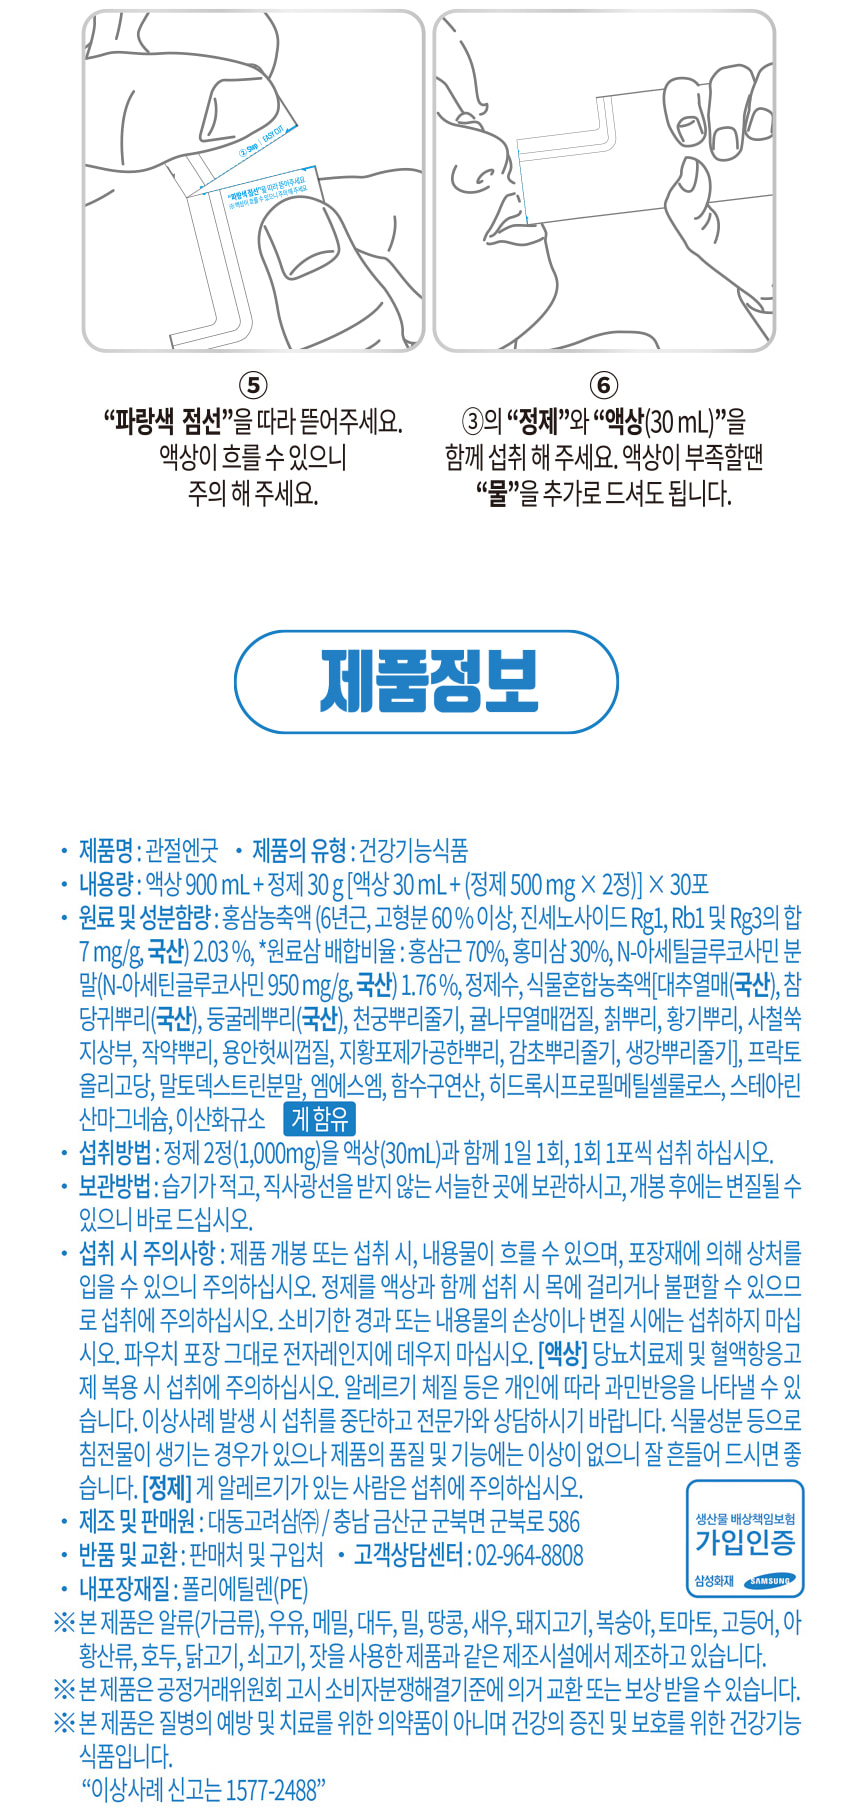 ② Step | EASY CUT
“파랑색 점선”을 따라 뜯어주세요.
※ 액상이 흐를 수 있으니 주의 해 주세요.
⑤
“파랑색 점선”을 따라 뜯어주세요.
액상이 흐를 수 있으니
주의 해 주세요.
⑥
③의 “정제”와 “액상(30 mL)”을
함께 섭취 해 주세요. 액상이 부족할땐
“물”을 추가로 드셔도 됩니다.
제품정보
• 제품명 : 관절엔굿 • 제품의 유형 : 건강기능식품
• 내용량 : 액상 900 mL + 정제 30 g [액상 30 mL + (정제 500 mg × 2정)] × 30포
• 원료 및 성분함량 : 홍삼농축액 (6년근, 고형분 60 % 이상, 진세노사이드 Rg1, Rb1 및 Rg3의 합
7 mg/g, 국산) 2.03 %, *원료삼 배합비율 : 홍삼근 70%, 홍미삼 30%, N-아세틸글루코사민 분
말(N-아세틴글루코사민 950 mg/g, 국산) 1.76 %, 정제수, 식물혼합농축액[대추열매(국산), 참
당귀뿌리(국산), 둥굴레뿌리(국산), 천궁뿌리줄기, 귤나무열매껍질, 칡뿌리, 황기뿌리, 사철쑥
지상부, 작약뿌리, 용안헛씨껍질, 지황포제가공한뿌리, 감초뿌리줄기, 생강뿌리줄기], 프락토
올리고당, 말토덱스트린분말, 엠에스엠, 함수구연산, 히드록시프로필메틸셀룰로스, 스테아린
산마그네슘, 이산화규소 게 함유
• 섭취방법 : 정제 2정(1,000mg)을 액상(30mL)과 함께 1일 1회, 1회 1포씩 섭취 하십시오.
• 보관방법 : 습기가 적고, 직사광선을 받지 않는 서늘한 곳에 보관하시고, 개봉 후에는 변질될 수
있으니 바로 드십시오.
• 섭취 시 주의사항 : 제품 개봉 또는 섭취 시, 내용물이 흐를 수 있으며, 포장재에 의해 상처를
입을 수 있으니 주의하십시오. 정제를 액상과 함께 섭취 시 목에 걸리거나 불편할 수 있으므
로 섭취에 주의하십시오. 소비기한 경과 또는 내용물의 손상이나 변질 시에는 섭취하지 마십
시오. 파우치 포장 그대로 전자레인지에 데우지 마십시오. [액상] 당뇨치료제 및 혈액항응고
제 복용 시 섭취에 주의하십시오. 알레르기 체질 등은 개인에 따라 과민반응을 나타낼 수 있
습니다. 이상사례 발생 시 섭취를 중단하고 전문가와 상담하시기 바랍니다. 식물성분 등으로
침전물이 생기는 경우가 있으나 제품의 품질 및 기능에는 이상이 없으니 잘 흔들어 드시면 좋
습니다. [정제] 게 알레르기가 있는 사람은 섭취에 주의하십시오.
• 제조 및 판매원 : 대동고려삼㈜ / 충남 금산군 군북면 군북로 586
• 반품 및 교환 : 판매처 및 구입처 • 고객상담센터 : 02-964-8808
• 내포장재질 : 폴리에틸렌(PE)
생산물 배상책임보험
가입인증
삼성화재 SAMSUNG
※ 본 제품은 알류(가금류), 우유, 메밀, 대두, 밀, 땅콩, 새우, 돼지고기, 복숭아, 토마토, 고등어, 아
황산류, 호두, 닭고기, 쇠고기, 잣을 사용한 제품과 같은 제조시설에서 제조하고 있습니다.
※ 본 제품은 공정거래위원회 고시 소비자분쟁해결기준에 의거 교환 또는 보상 받을 수 있습니다.
※ 본 제품은 질병의 예방 및 치료를 위한 의약품이 아니며 건강의 증진 및 보호를 위한 건강기능
식품입니다.
“이상사례 신고는 1577-2488”